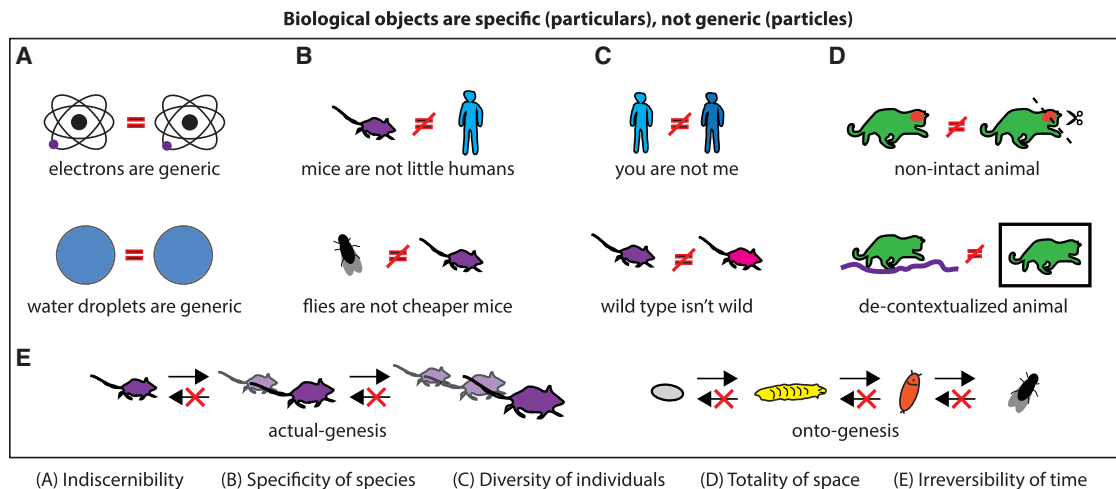 Biological objects are specific (particulars), not generic (particles)
A
B
C
D
electrons are generic
mice are not little humans
you are not me
non-intact animal
water droplets are generic
flies are not cheaper mice
wild type isn’t wild
de-contextualized animal
E
actual-genesis
onto-genesis
(A) Indiscernibility (B) Specificity of species (C) Diversity of individuals (D) Totality of space (E) Irreversibility of time